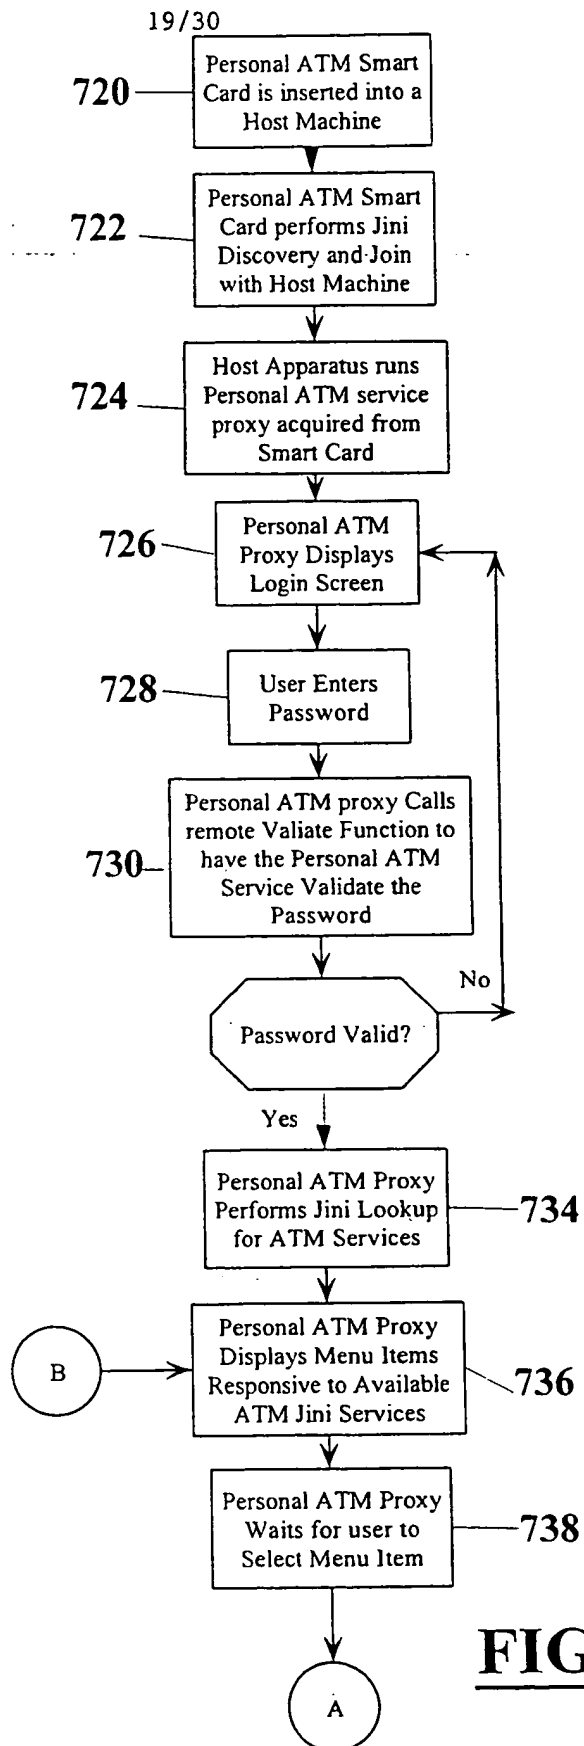 19/30
720
Personal ATM Smart
Card is inserted into a
Host Machine
722
Personal ATM Smart
Card performs Jini
Discovery and Join
with Host Machine
724
Host Apparatus runs
Personal ATM service
proxy acquired from
Smart Card
726
Personal ATM
Proxy Displays
Login Screen
728
User Enters
Password
730
Personal ATM proxy Calls
remote Valiate Function to
have the Personal ATM
Service Validate the
Password
No
Password Valid?
Yes
Personal ATM Proxy
Performs Jini Lookup
for ATM Services
734
B
Personal ATM Proxy
Displays Menu Items
Responsive to Available
ATM Jini Services
736
Personal ATM Proxy
Waits for user to
Select Menu Item
738
FIG
A